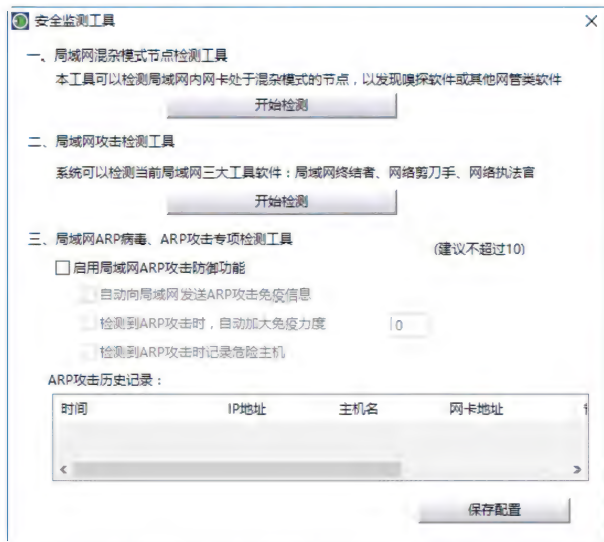 安全监测工具
一、局域网混杂模式节点检测工具
本工具可以检测局域网内网卡处于混杂模式的节点，以发现嗅探软件或其他网管类软件
开始检测
二、局域网攻击检测工具
系统可以检测当前局域网三大工具软件：局域网终结者、网络剪刀手、网络执法官
开始检测
三、局域网ARP病毒、ARP攻击专项检测工具
(建议不超过10)
启用局域网ARP攻击防御功能
自动向局域网发送ARP攻击免疫信息
检测到ARP攻击时，自动加大免疫力度 0
检测到ARP攻击时记录危险主机
ARP攻击历史记录：
时间 IP地址 主机名 网卡地址
保存配置